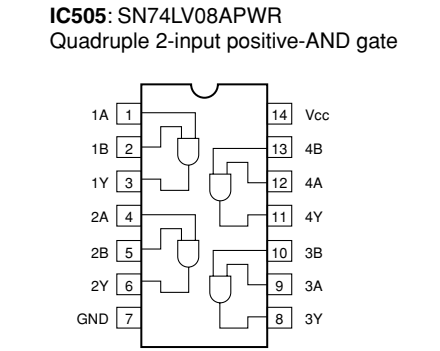 IC505: SN74LV08APWR
Quadruple 2-input positive-AND gate
1A 1 14 Vcc
1B 2 13 4B
1Y 3 12 4A
2A 4 11 4Y
2B 5 10 3B
2Y 6 9 3A
GND 7 8 3Y